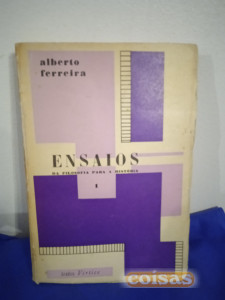 alberto
ferreira
ENSAIOS
DA FILOSOFIA PARA A HISTÓRIA
1
coisas